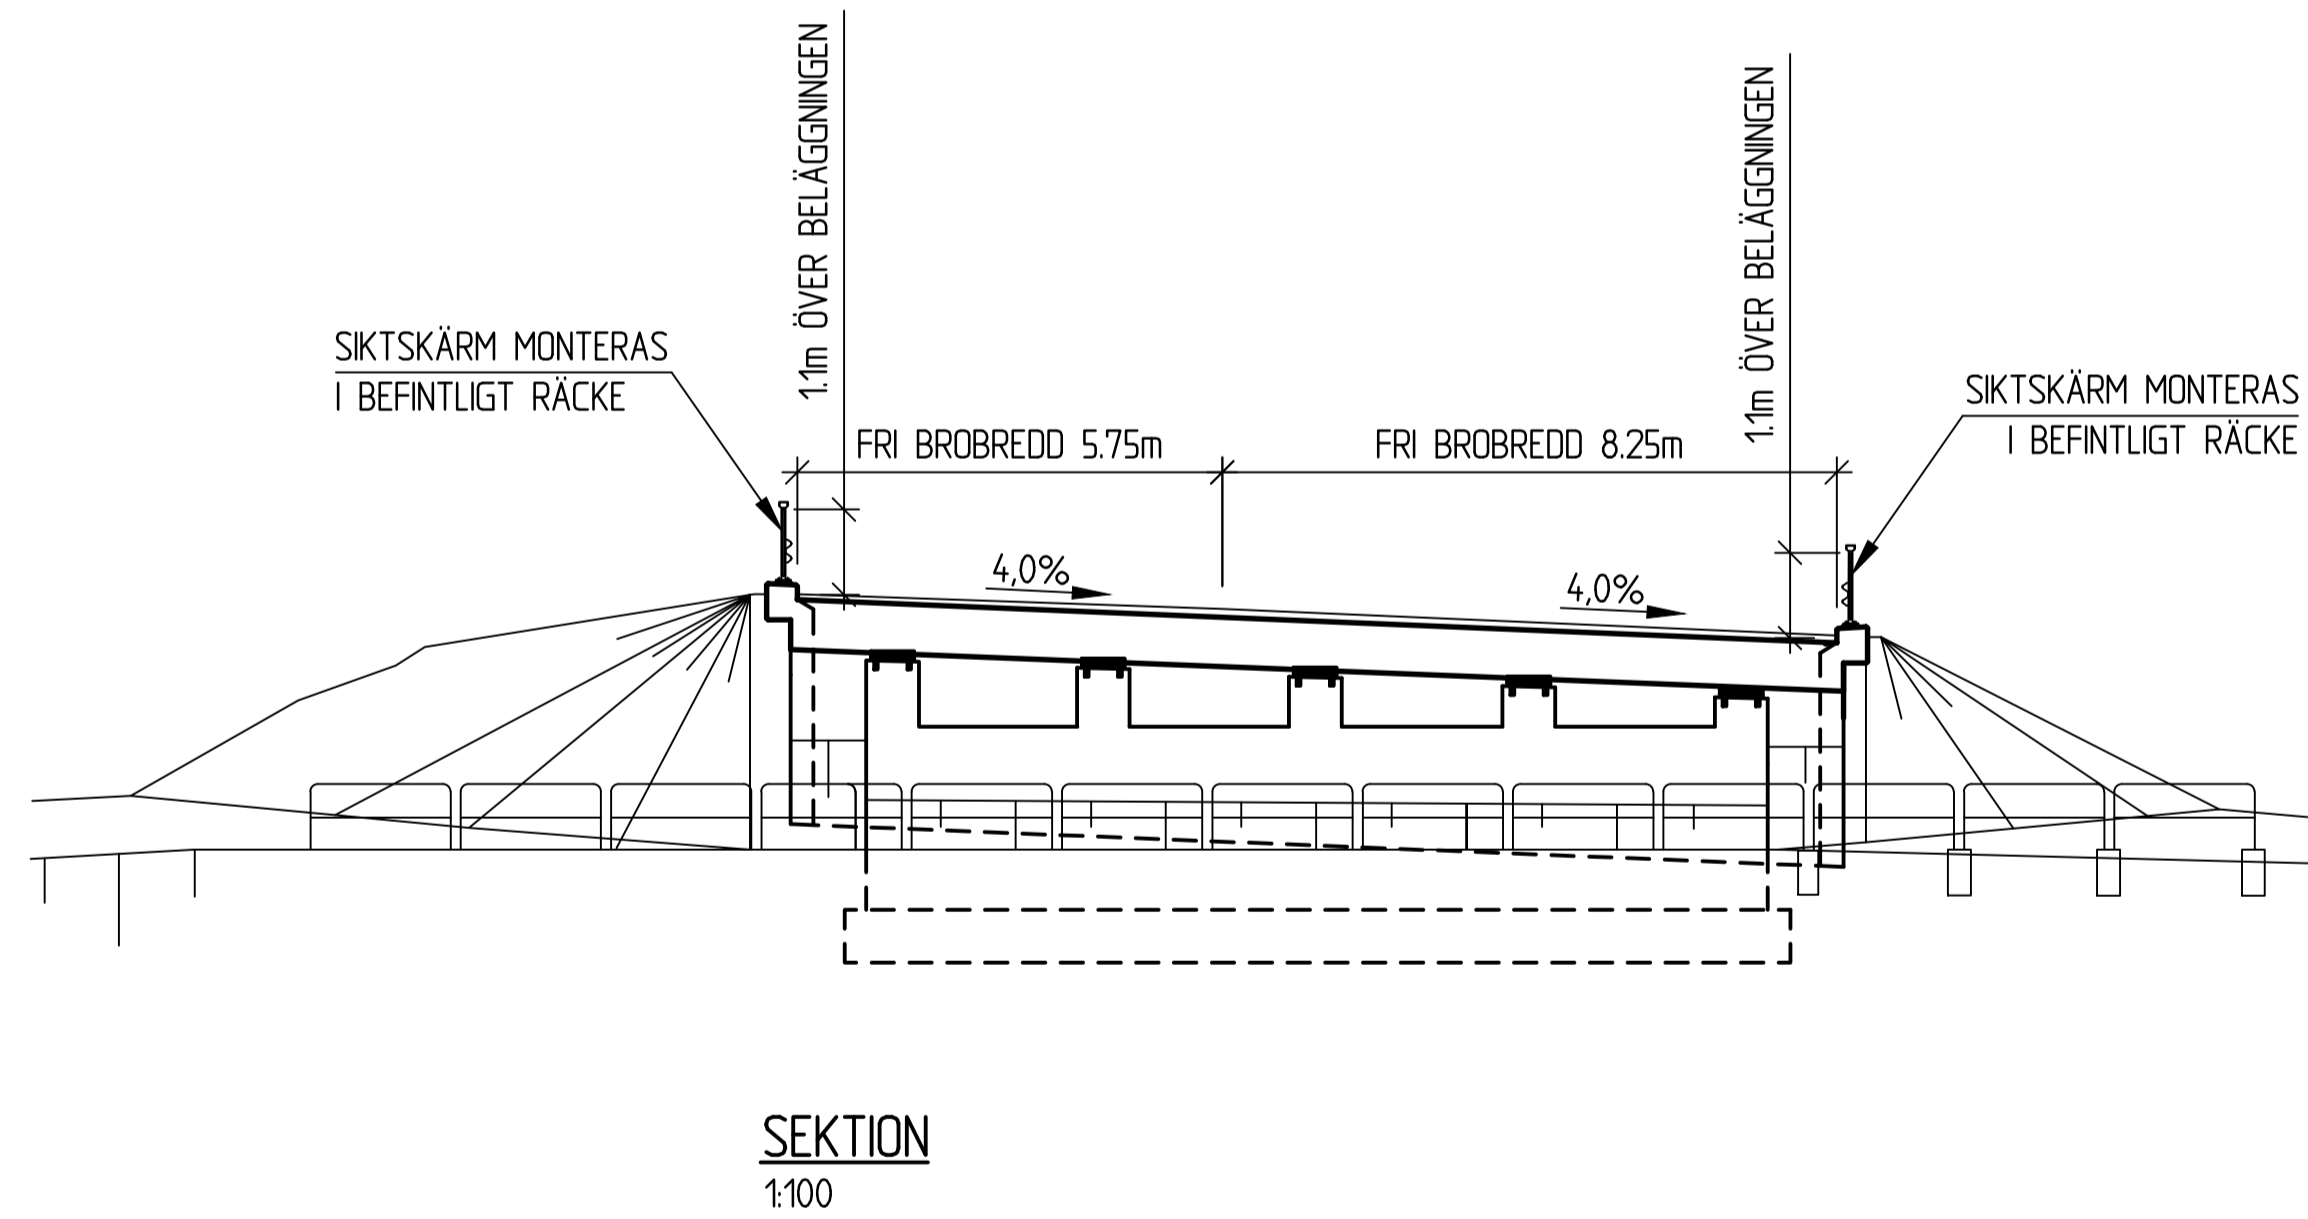 1.1m ÖVER BELÄGGNINGEN
1.1m ÖVER BELÄGGNINGEN
SIKTSKÄRM MONTERAS
I BEFINTLIGT RÄCKE
SIKTSKÄRM MONTERAS
I BEFINTLIGT RÄCKE
FRI BROBREDD 5.75m
FRI BROBREDD 8.25m
4,0%
4,0%
SEKTION
1:100